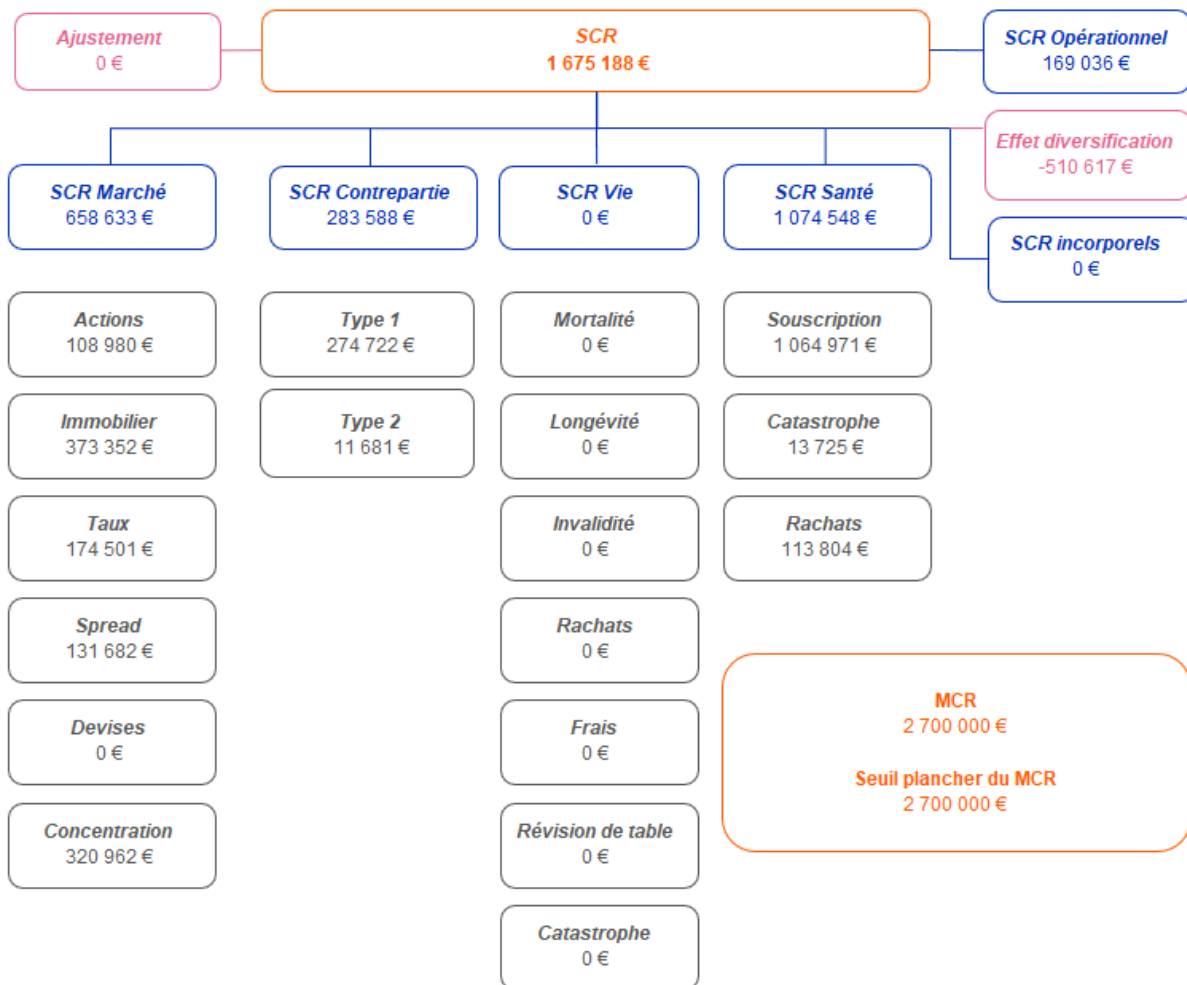 Ajustement
0 €
SCR
1 675 188 €
SCR Opérationnel
169 036 €
Effet diversification
-510 617 €
SCR Marché
658 633 €
SCR Contrepartie
283 588 €
SCR Vie
0 €
SCR Santé
1 074 548 €
SCR incorporels
0 €
Actions
108 980 €
Immobilier
373 352 €
Taux
174 501 €
Spread
131 682 €
Devises
0 €
Concentration
320 962 €
Type 1
274 722 €
Type 2
11 681 €
Mortalité
0 €
Longévité
0 €
Invalidité
0 €
Rachats
0 €
Frais
0 €
Révision de table
0 €
Catastrophe
0 €
Souscription
1 064 971 €
Catastrophe
13 725 €
Rachats
113 804 €
MCR
2 700 000 €
Seuil plancher du MCR
2 700 000 €